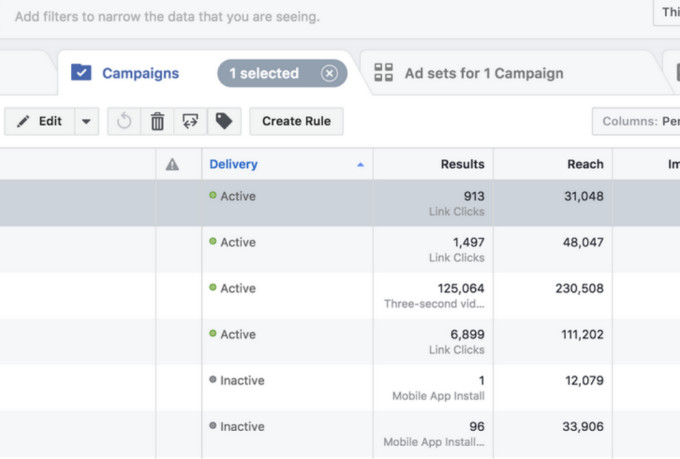 Add filters to narrow the data that you are seeing.
Thi
Campaigns
1 selected
Ad sets for 1 Campaign
Edit
Create Rule
Columns: Per
Delivery
Results
Reach
Im
Active
913
31,048
Link Clicks
Active
1,497
48,047
Link Clicks
Active
125,064
230,508
Three-second vid...
Active
6,899
111,202
Link Clicks
Inactive
1
12,079
Mobile App Install
Inactive
96
33,906
Mobile App Install...